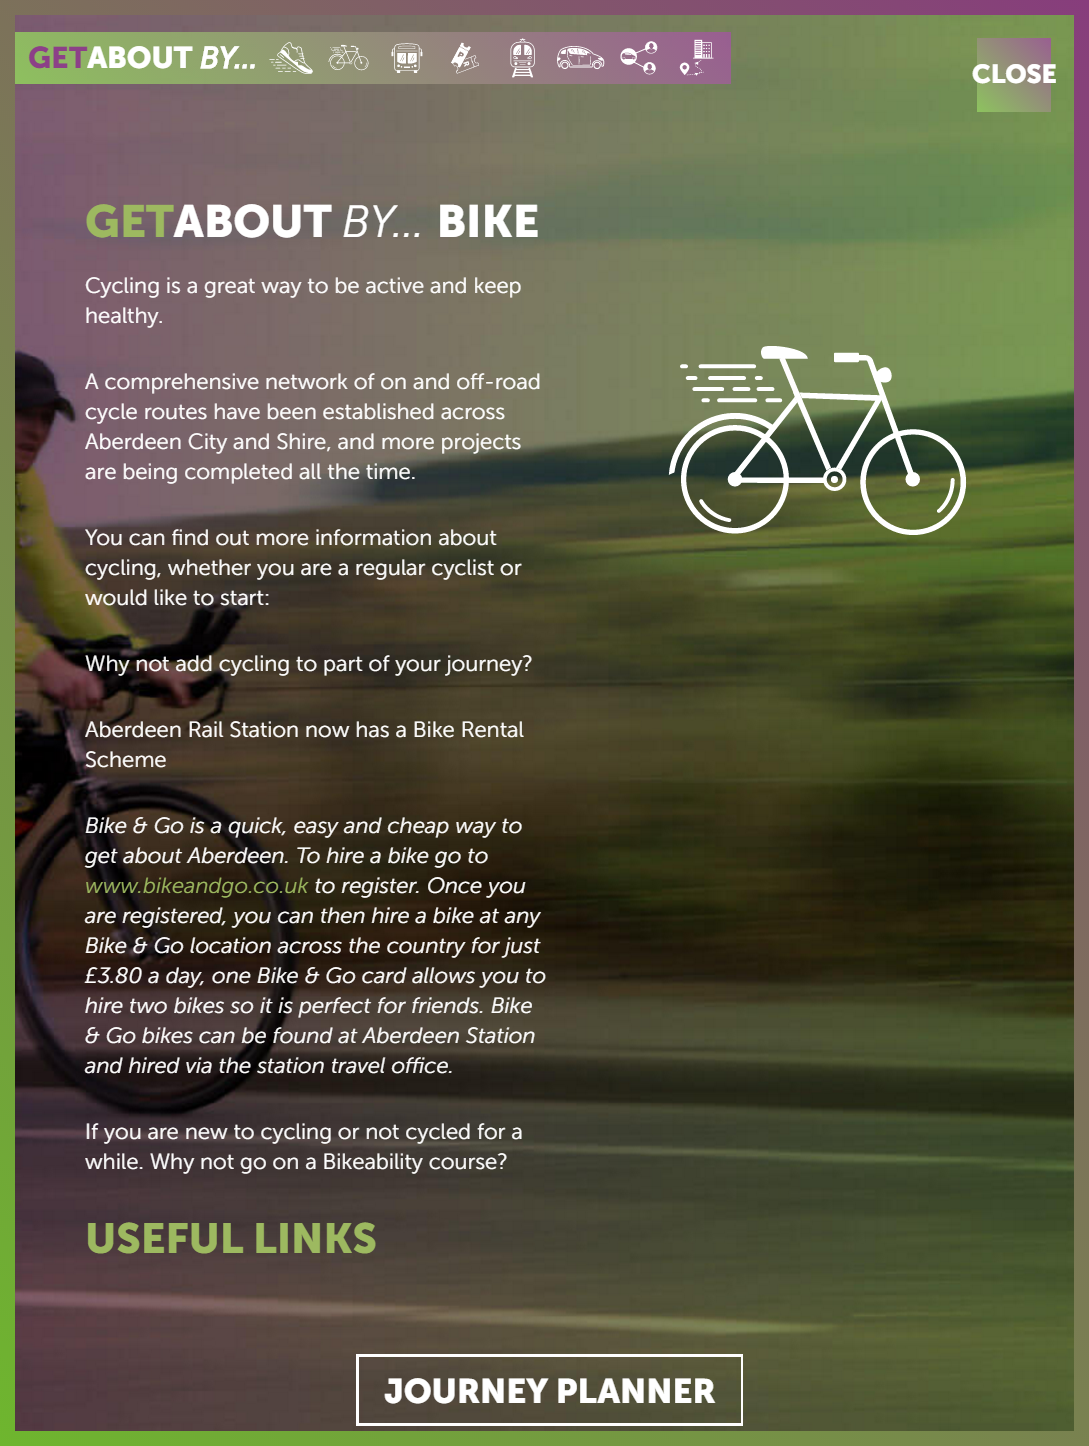 GETABOUT BY...
CLOSE
GETABOUT BY... BIKE
Cycling is a great way to be active and keep
healthy.
A comprehensive network of on and off-road
cycle routes have been established across
Aberdeen City and Shire, and more projects
are being completed all the time.
You can find out more information about
cycling, whether you are a regular cyclist or
would like to start:
Why not add cycling to part of your journey?
Aberdeen Rail Station now has a Bike Rental
Scheme
Bike & Go is a quick, easy and cheap way to
get about Aberdeen. To hire a bike go to
www.bikeandgo.co.uk to register. Once you
are registered, you can then hire a bike at any
Bike & Go location across the country for just
£3.80 a day, one Bike & Go card allows you to
hire two bikes so it is perfect for friends. Bike
& Go bikes can be found at Aberdeen Station
and hired via the station travel office.
If you are new to cycling or not cycled for a
while. Why not go on a Bikeability course?
USEFUL LINKS
JOURNEY PLANNER